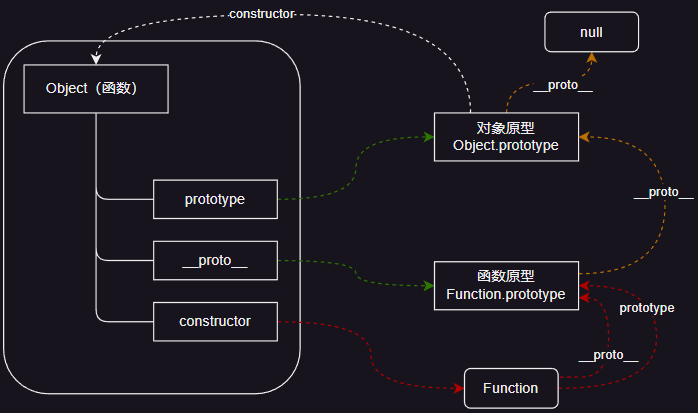 constructor
null
Object（函数）
__proto__
对象原型
Object.prototype
prototype
__proto__
__proto__
函数原型
Function.prototype
constructor
prototype
__proto__
Function